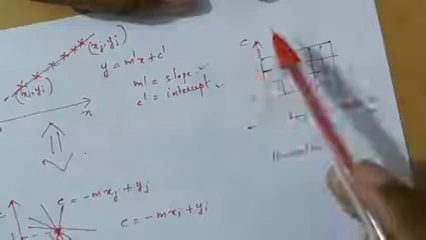 (xj, yj)
y = m'x + c'
(xi, yi)
m' = slope ✓
c' = intercept ✓
x
c
c = -mxj + yj
c = -mxi + yi